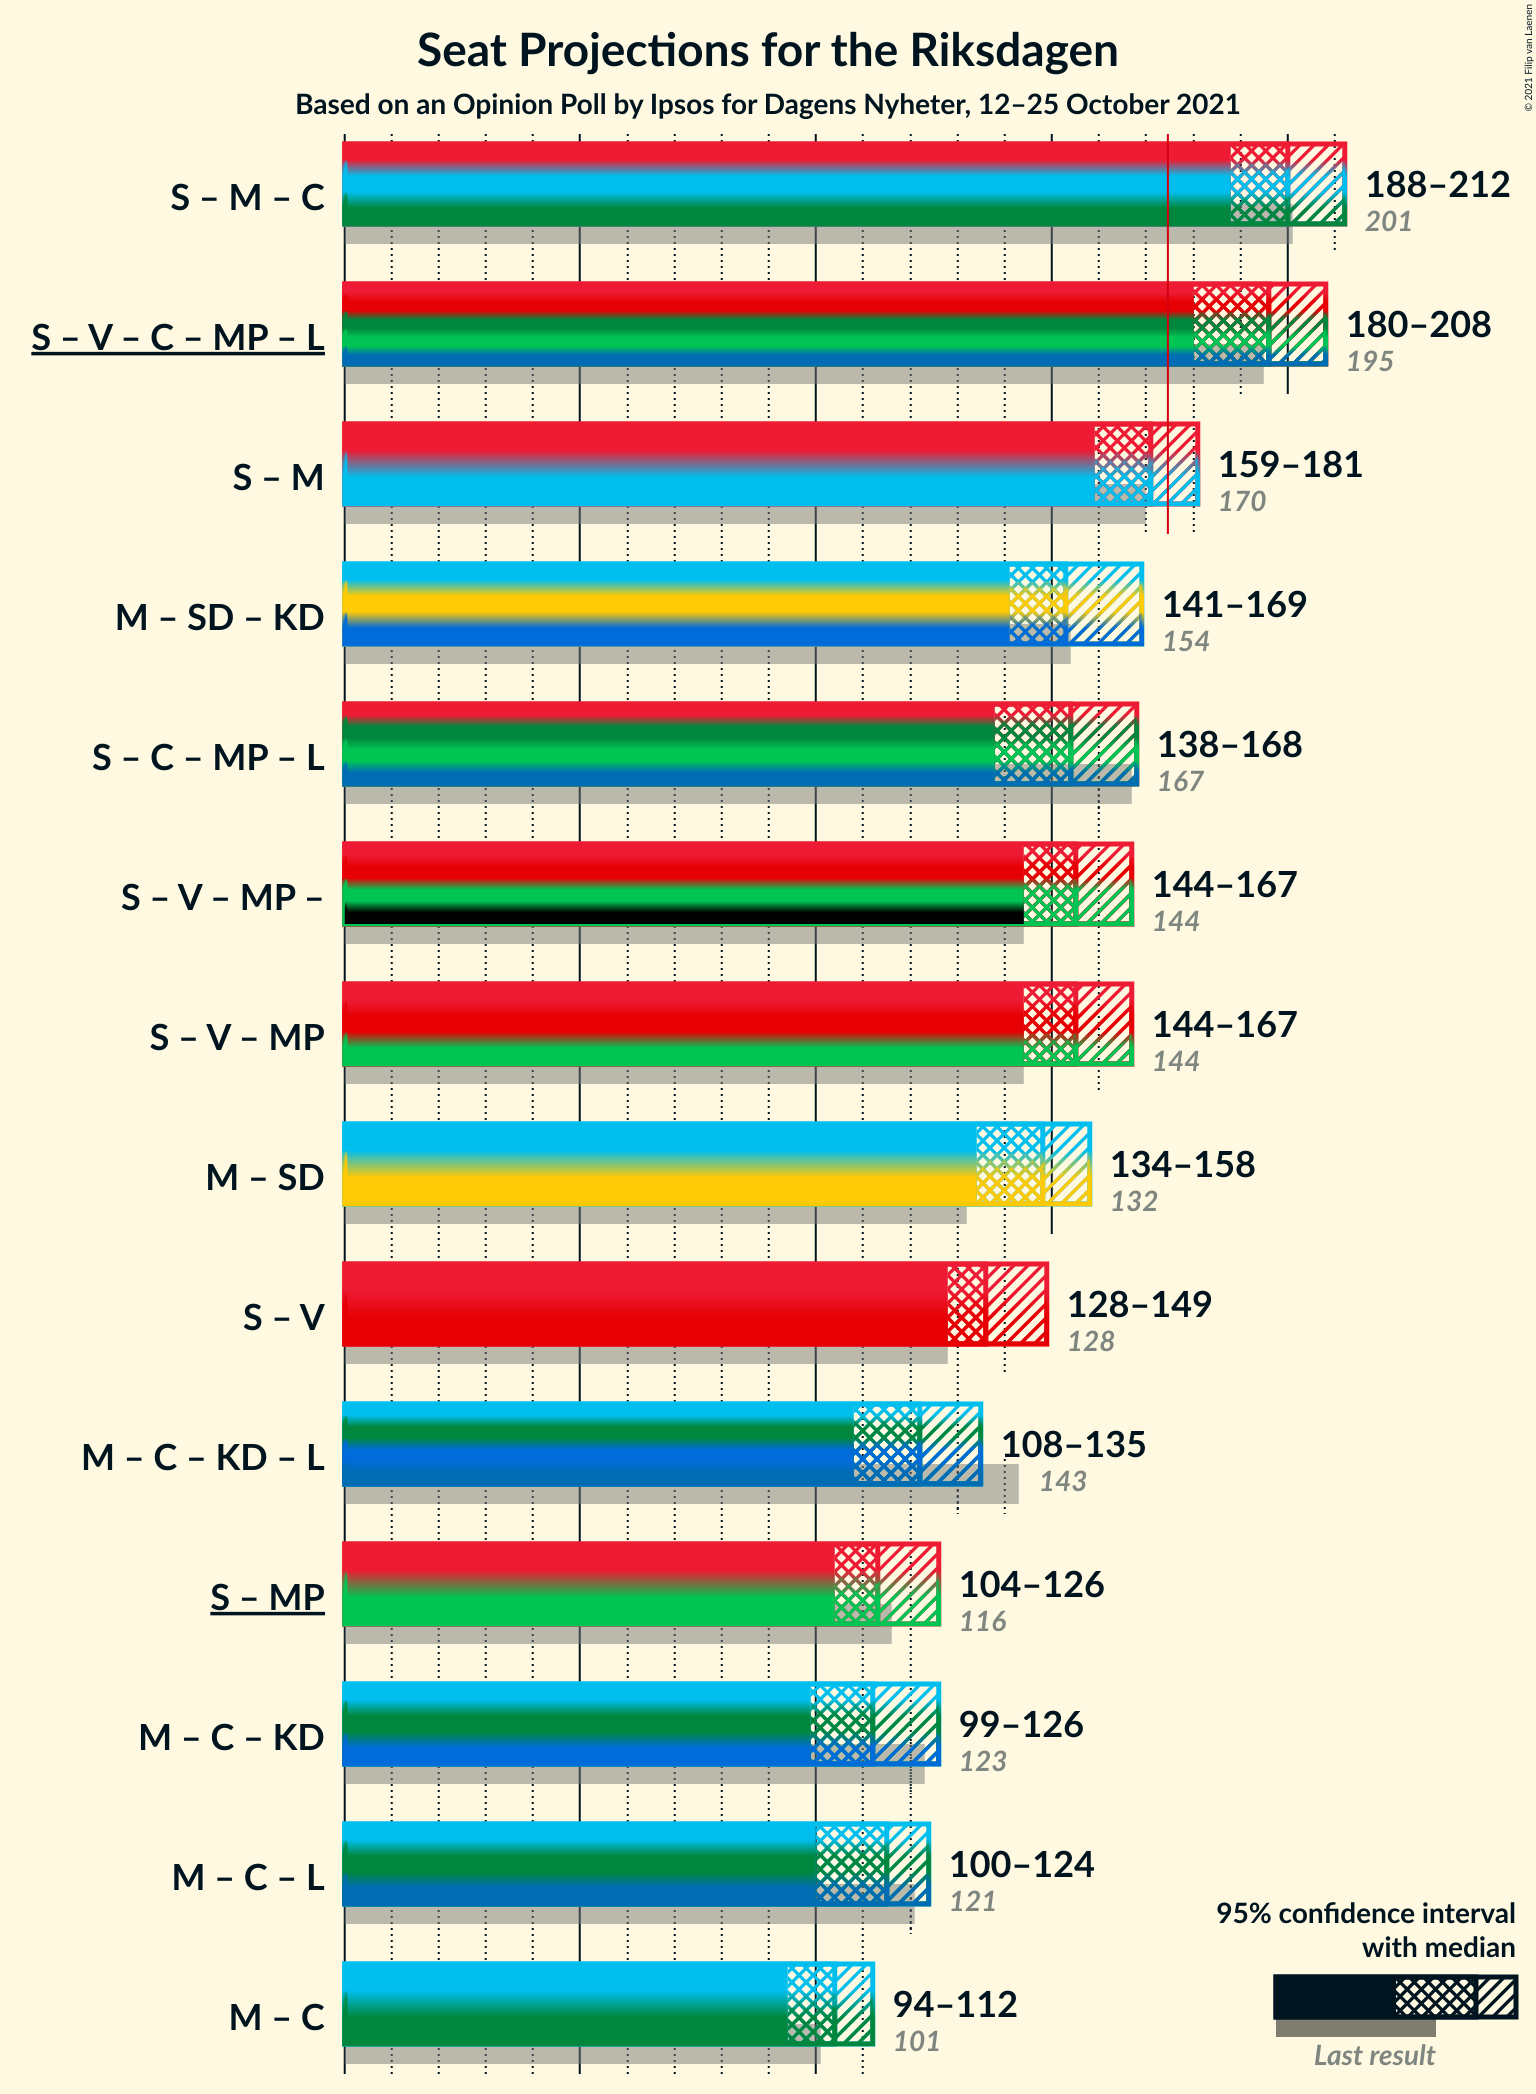 Seat Projections for the Riksdagen
Based on an Opinion Poll by Ipsos for Dagens Nyheter, 12–25 October 2021
© 2021 Filip van Laenen
S – M – C
188–212
201
S – V – C – MP – L
180–208
195
S – M
159–181
170
M – SD – KD
141–169
154
S – C – MP – L
138–168
167
S – V – MP –
144–167
144
S – V – MP
144–167
144
M – SD
134–158
132
S – V
128–149
128
M – C – KD – L
108–135
143
S – MP
104–126
116
M – C – KD
99–126
123
M – C – L
100–124
121
M – C
94–112
101
95% confidence interval
with median
Last result